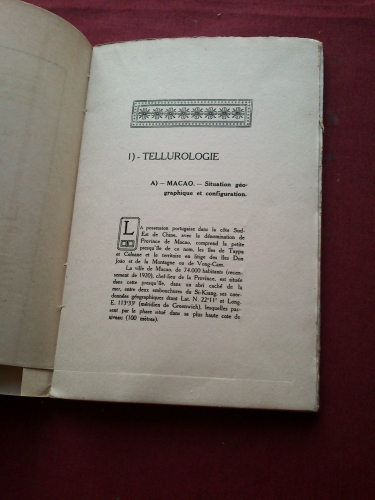 1)-TELLUROLOGIE
A) — MACAO. — Situation géo-
graphique et configuration.
LA possession portugaise dans la côte Sud-
Est de Chine, avec la dénomination de
Province de Macao, comprend la petite
presqu'île de ce nom, les îles de Taypa
et Coloane et le territoire en litige des îles Don
Joao et de la Montagne ou de Vong-Cam.
La ville de Macao, de 74.000 habitants (recen-
sement de 1920), chef-lieu de la Province, est située
dans cette presqu'île, dans un abri caché de la
mer, entre deux embouchures du Si-Kiang, ses coor-
données géographiques étant Lat. N. 22°11' et Long.
E. 113°33' (méridien de Greenwich), lesquelles pas-
sent par le phare situé dans sa plus haute cote de
niveau (100 mètres).